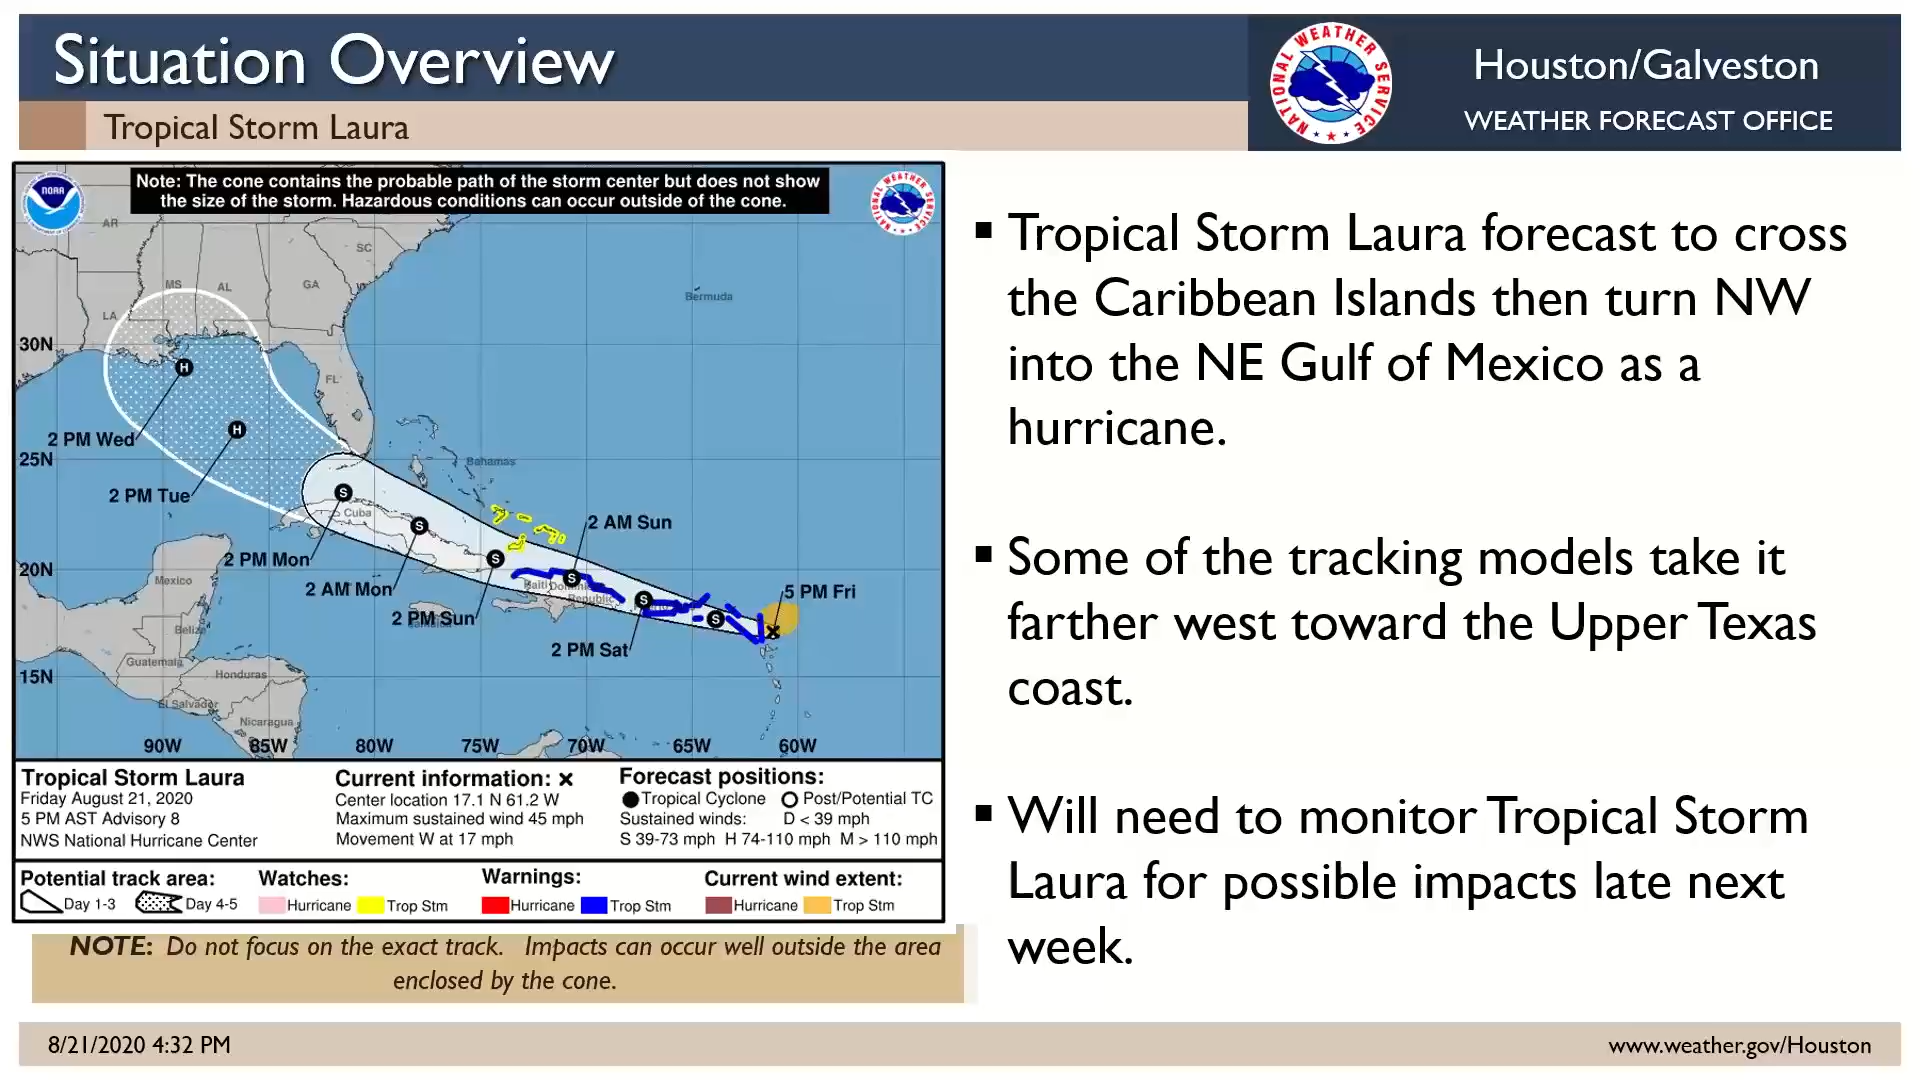 Situation Overview
Tropical Storm Laura
NATIONAL WEATHER SERVICE
Houston/Galveston
WEATHER FORECAST OFFICE
Note: The cone contains the probable path of the storm center but does not show
the size of the storm. Hazardous conditions can occur outside of the cone.
NOAA
NATIONAL WEATHER SERVICE
AR
SC
MS
AL
GA
LA
Bermuda
30N
FL
2 PM Wed
25N
Bahamas
2 PM Tue
Cuba
2 AM Sun
2 PM Mon
20N
Mexico
2 AM Mon
Haiti
Republic
5 PM Fri
2 PM Sun
2 PM Sat
Belize
Guatemala
15N
Honduras
El Salvador
Nicaragua
90W 85W 80W 75W 70W 65W 60W
H
H
S
S
S
S
S
S
Tropical Storm Laura
Friday August 21, 2020
5 PM AST Advisory 8
NWS National Hurricane Center
Current information: x
Center location 17.1 N 61.2 W
Maximum sustained wind 45 mph
Movement W at 17 mph
Forecast positions:
Tropical Cyclone Post/Potential TC
Sustained winds: D < 39 mph
S 39-73 mph H 74-110 mph M > 110 mph
Potential track area:
Day 1-3 Day 4-5
Watches:
Hurricane Trop Stm
Warnings:
Hurricane Trop Stm
Current wind extent:
Hurricane Trop Stm
NOTE: Do not focus on the exact track. Impacts can occur well outside the area
enclosed by the cone.
▪ Tropical Storm Laura forecast to cross
the Caribbean Islands then turn NW
into the NE Gulf of Mexico as a
hurricane.
▪ Some of the tracking models take it
farther west toward the Upper Texas
coast.
▪ Will need to monitor Tropical Storm
Laura for possible impacts late next
week.
8/21/2020 4:32 PM
www.weather.gov/Houston